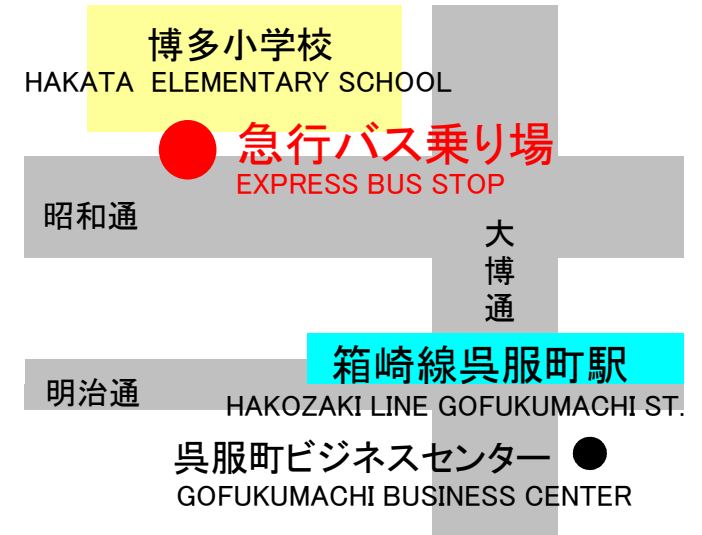 博多小学校
HAKATA ELEMENTARY SCHOOL
急行バス乗り場
EXPRESS BUS STOP
昭和通
大博通
箱崎線呉服町駅
明治通
HAKOZAKI LINE GOFUKUMACHI ST.
呉服町ビジネスセンター
GOFUKUMACHI BUSINESS CENTER